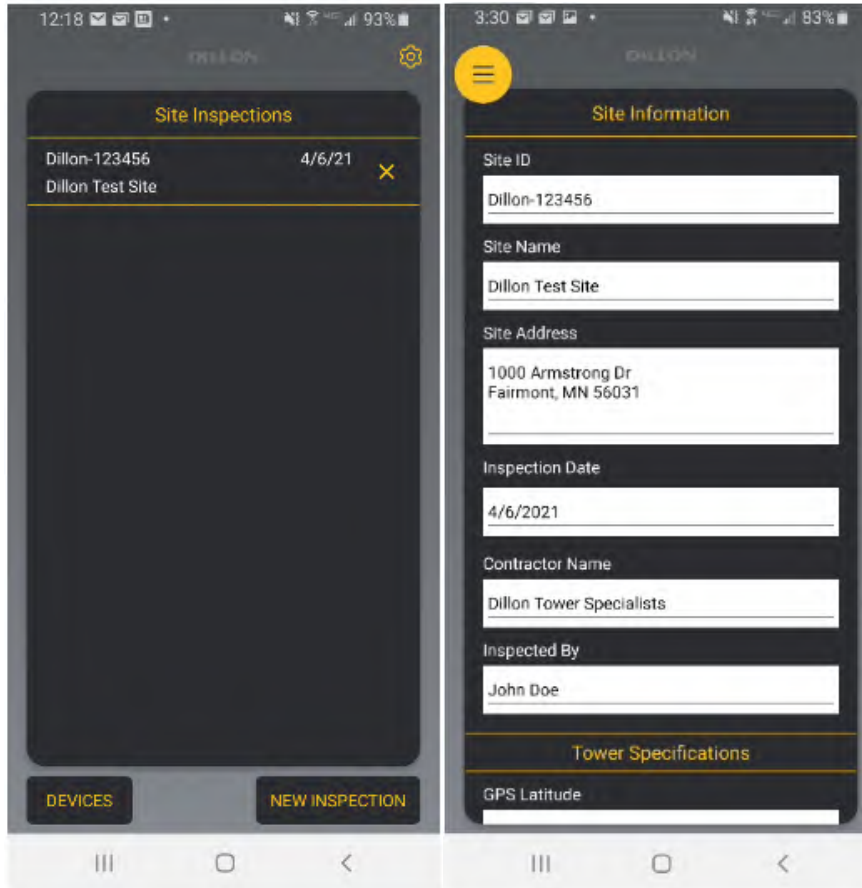 12:18
93%
DILLON
Site Inspections
Dillon-123456 4/6/21
Dillon Test Site
DEVICES
NEW INSPECTION
3:30
83%
DILLON
Site Information
Site ID
Dillon-123456
Site Name
Dillon Test Site
Site Address
1000 Armstrong Dr
Fairmont, MN 56031
Inspection Date
4/6/2021
Contractor Name
Dillon Tower Specialists
Inspected By
John Doe
Tower Specifications
GPS Latitude